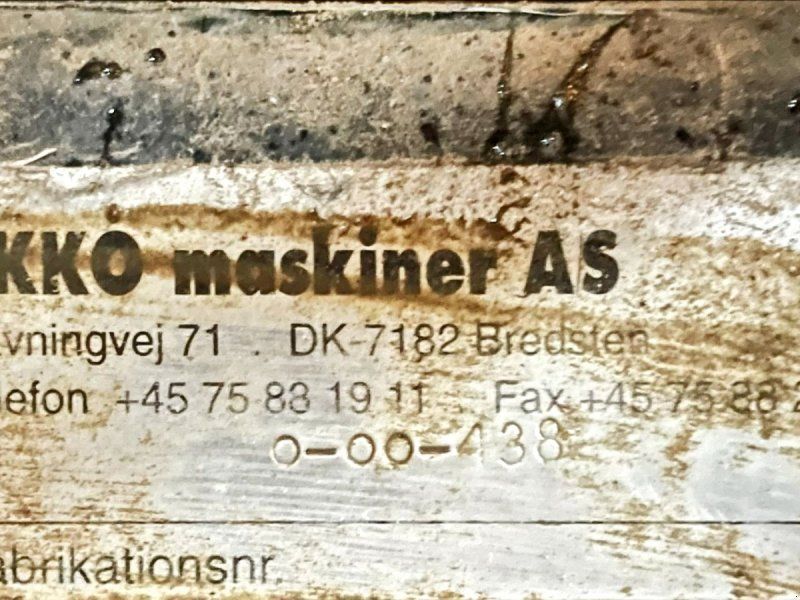 KKO maskiner AS
vningvej 71 . DK-7182 Bredsten
lefon +45 75 88 19 11 . Fax +45 75 88 2
0-00-438
abrikationsnr.